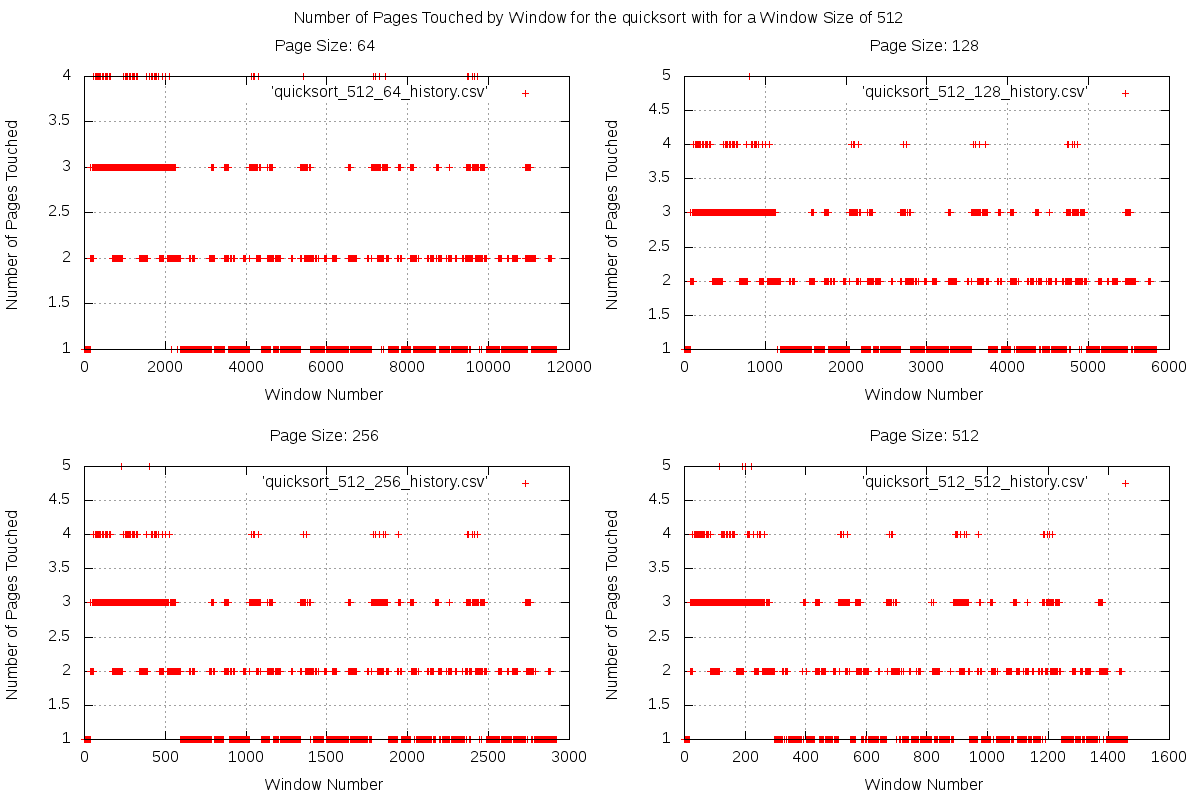 Number of Pages Touched by Window for the quicksort with for a Window Size of 512
Page Size: 64
4
3.5
3
2.5
2
1.5
1
Number of Pages Touched
'quicksort_512_64_history.csv'
0 2000 4000 6000 8000 10000 12000
Window Number
Page Size: 128
5
4.5
4
3.5
3
2.5
2
1.5
1
Number of Pages Touched
'quicksort_512_128_history.csv'
0 1000 2000 3000 4000 5000 6000
Window Number
Page Size: 256
5
4.5
4
3.5
3
2.5
2
1.5
1
Number of Pages Touched
'quicksort_512_256_history.csv'
0 500 1000 1500 2000 2500 3000
Window Number
Page Size: 512
5
4.5
4
3.5
3
2.5
2
1.5
1
Number of Pages Touched
'quicksort_512_512_history.csv'
0 200 400 600 800 1000 1200 1400 1600
Window Number